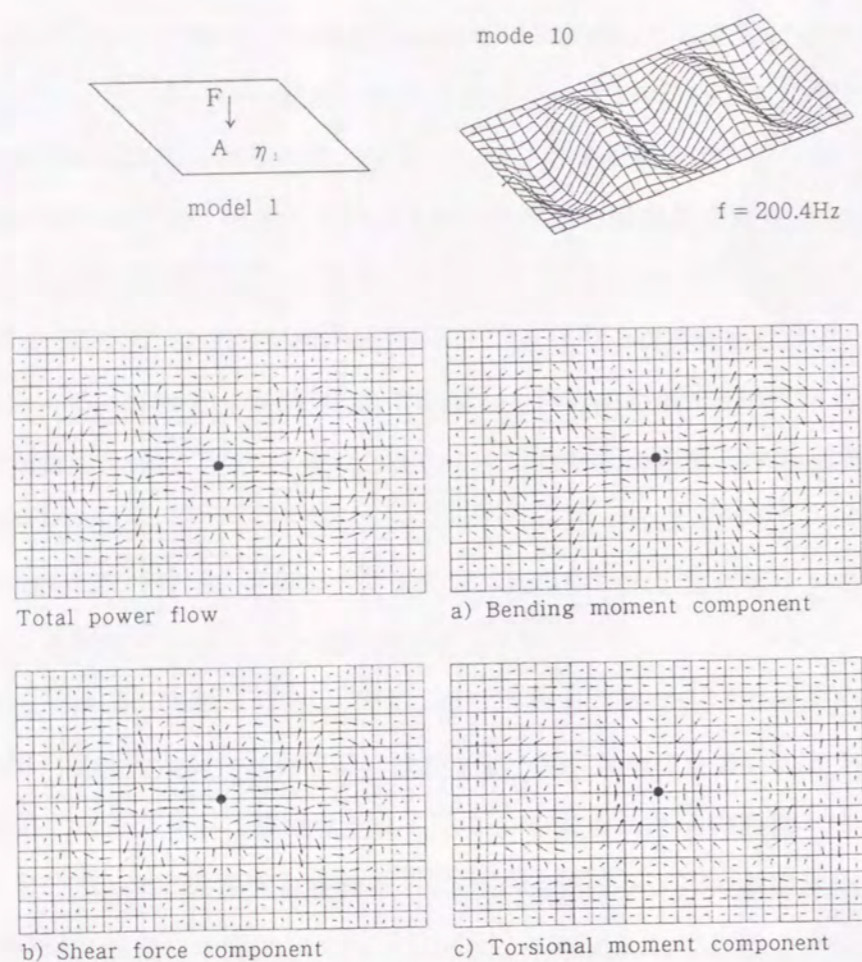 mode 10
F
A η₁
model 1
f = 200.4Hz
Total power flow
a) Bending moment component
b) Shear force component
c) Torsional moment component